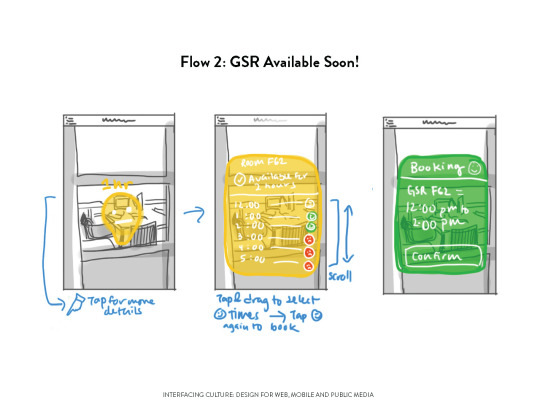 Flow 2: GSR Available Soon!
1 hr
Tap for more
details
Room F62
Available for
2 hours
12:00
1:00
2:00
3:00
4:00
5:00
scroll
Tap & drag to select
times → Tap
again to book
Booking
GSR F62 =
12:00 pm to
2:00 pm
Confirm
INTERFACING CULTURE: DESIGN FOR WEB, MOBILE AND PUBLIC MEDIA